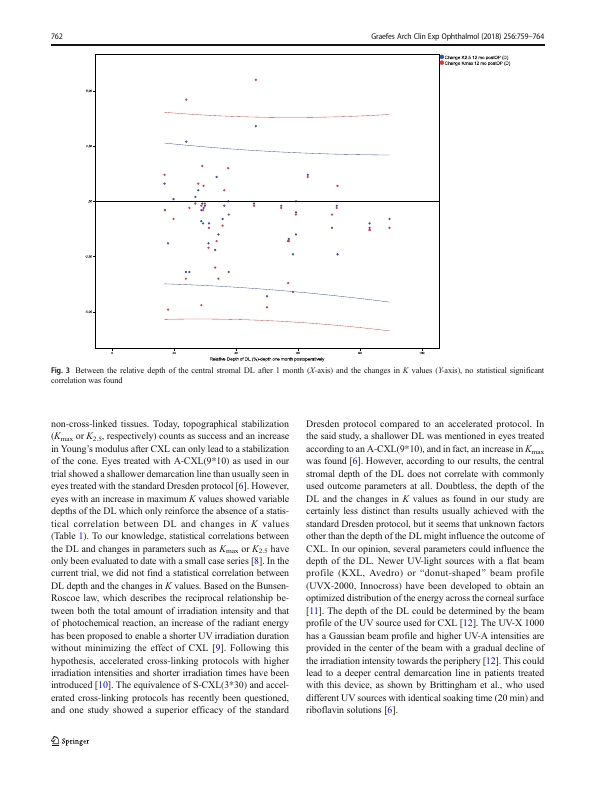 762
Graefes Arch Clin Exp Ophthalmol (2018) 256:759–764
Change K2.5 12 mo postOP (D)
Change Kmax 12 mo postOP (D)
.00
0
20
40
60
80
100
Relative Depth of DL (%)-depth one month postoperatively
Fig. 3 Between the relative depth of the central stromal DL after 1 month (X-axis) and the changes in K values (Y-axis), no statistical significant
correlation was found
non-cross-linked tissues. Today, topographical stabilization
(Kmax or K2.5, respectively) counts as success and an increase
in Young's modulus after CXL can only lead to a stabilization
of the cone. Eyes treated with A-CXL(9*10) as used in our
trial showed a shallower demarcation line than usually seen in
eyes treated with the standard Dresden protocol [6]. However,
eyes with an increase in maximum K values showed variable
depths of the DL which only reinforce the absence of a statis-
tical correlation between DL and changes in K values
(Table 1). To our knowledge, statistical correlations between
the DL and changes in parameters such as Kmax or K2.5 have
only been evaluated to date with a small case series [8]. In the
current trial, we did not find a statistical correlation between
DL depth and the changes in K values. Based on the Bunsen-
Roscoe law, which describes the reciprocal relationship be-
tween both the total amount of irradiation intensity and that
of photochemical reaction, an increase of the radiant energy
has been proposed to enable a shorter UV irradiation duration
without minimizing the effect of CXL [9]. Following this
hypothesis, accelerated cross-linking protocols with higher
irradiation intensities and shorter irradiation times have been
introduced [10]. The equivalence of S-CXL(3*30) and accel-
erated cross-linking protocols has recently been questioned,
and one study showed a superior efficacy of the standard
Dresden protocol compared to an accelerated protocol. In
the said study, a shallower DL was mentioned in eyes treated
according to an A-CXL(9*10), and in fact, an increase in Kmax
was found [6]. However, according to our results, the central
stromal depth of the DL does not correlate with commonly
used outcome parameters at all. Doubtless, the depth of the
DL and the changes in K values as found in our study are
certainly less distinct than results usually achieved with the
standard Dresden protocol, but it seems that unknown factors
other than the depth of the DL might influence the outcome of
CXL. In our opinion, several parameters could influence the
depth of the DL. Newer UV-light sources with a flat beam
profile (KXL, Avedro) or “donut-shaped” beam profile
(UVX-2000, Innocross) have been developed to obtain an
optimized distribution of the energy across the corneal surface
[11]. The depth of the DL could be determined by the beam
profile of the UV source used for CXL [12]. The UV-X 1000
has a Gaussian beam profile and higher UV-A intensities are
provided in the center of the beam with a gradual decline of
the irradiation intensity towards the periphery [12]. This could
lead to a deeper central demarcation line in patients treated
with this device, as shown by Brittingham et al., who used
different UV sources with identical soaking time (20 min) and
riboflavin solutions [6].
Springer